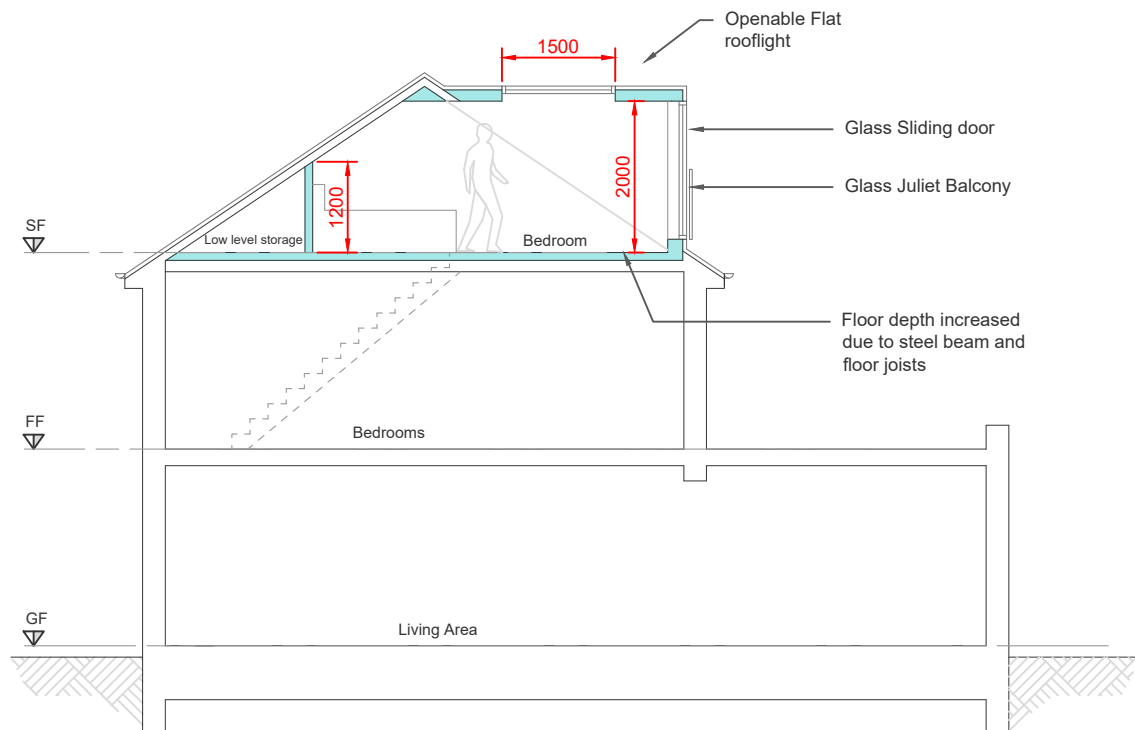 Openable Flat
rooflight
1500
Glass Sliding door
2000
Glass Juliet Balcony
1200
SF
Low level storage
Bedroom
Floor depth increased
due to steel beam and
floor joists
FF
Bedrooms
GF
Living Area